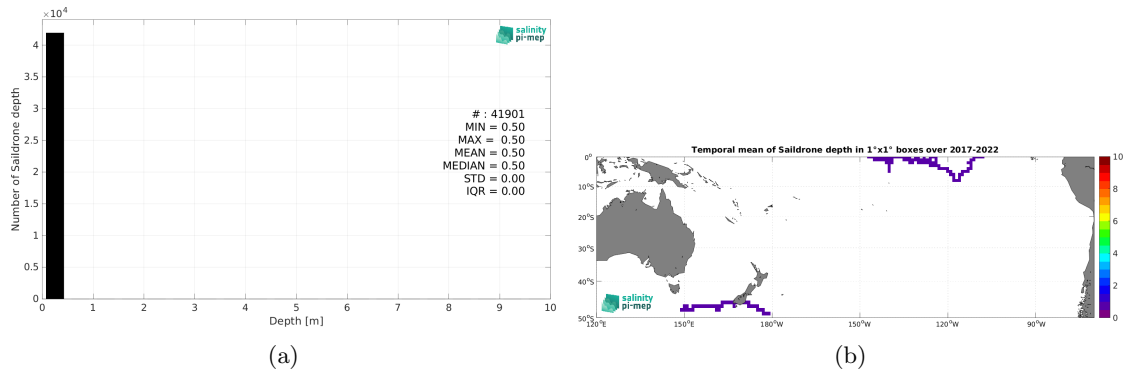 ×10⁴
4
3.5
3
2.5
2
1.5
1
0.5
0
Number of Saildrone depth
salinity
pi-mep
# : 41901
MIN = 0.50
MAX = 0.50
MEAN = 0.50
MEDIAN = 0.50
STD = 0.00
IQR = 0.00
0 1 2 3 4 5 6 7 8 9 10
Depth [m]
(a)
Temporal mean of Saildrone depth in 1°x1° boxes over 2017-2022
0°
10°S
20°S
30°S
40°S
50°S
salinity
pi-mep
120°E 150°E 180°W 150°W 120°W 90°W
10
8
6
4
2
0
(b)